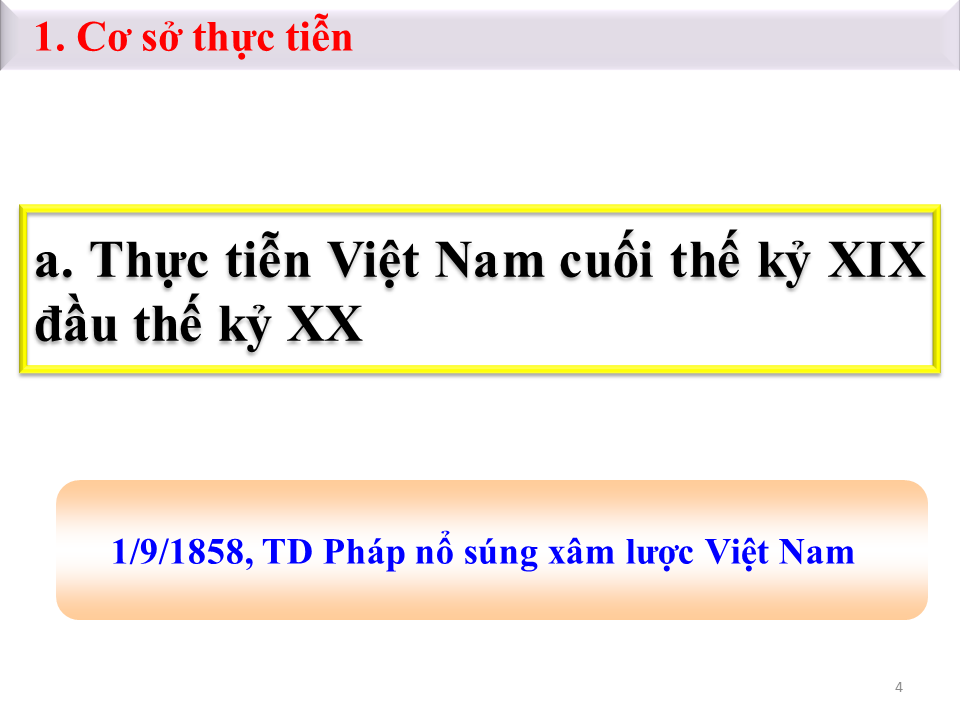 1. Cơ sở thực tiễn
a. Thực tiễn Việt Nam cuối thế kỷ XIX
đầu thế kỷ XX
1/9/1858, TD Pháp nổ súng xâm lược Việt Nam
4